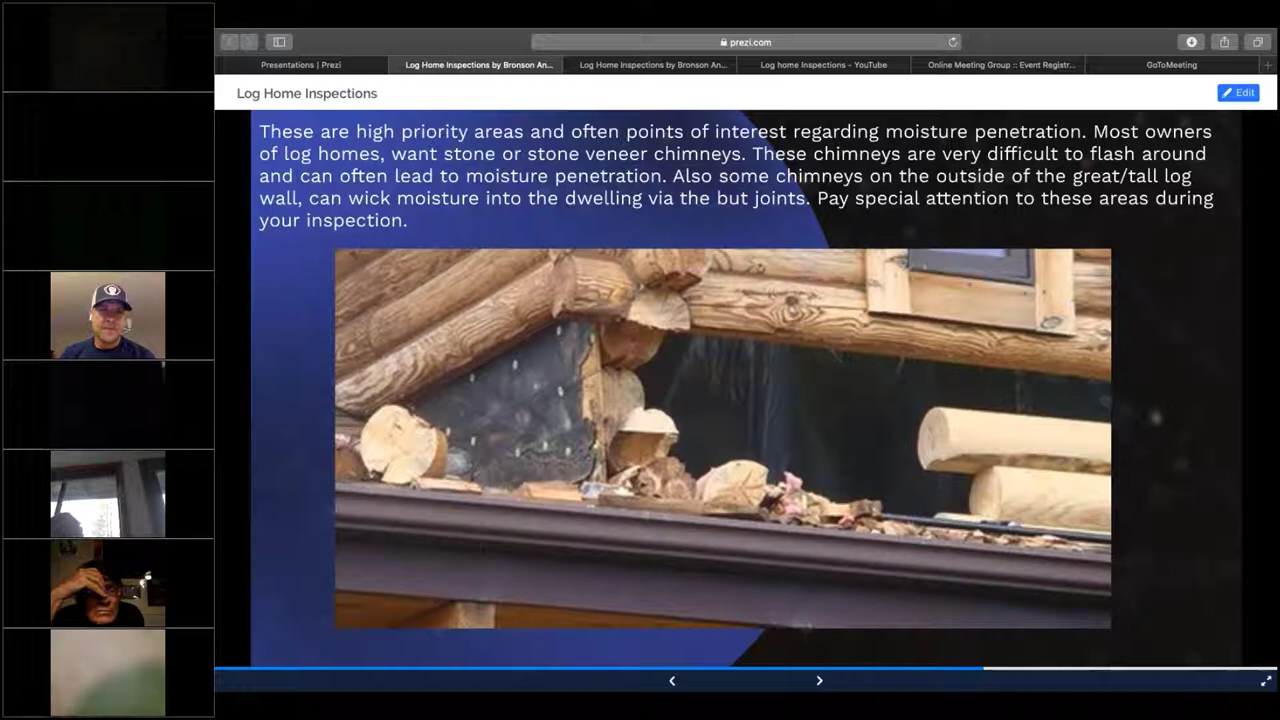 prezi.com
Presentations | Prezi
Log Home Inspections by Bronson An...
Log Home Inspections by Bronson An...
Log home Inspections - YouTube
Online Meeting Group :: Event Registr...
GoToMeeting
Log Home Inspections
Edit
These are high priority areas and often points of interest regarding moisture penetration. Most owners
of log homes, want stone or stone veneer chimneys. These chimneys are very difficult to flash around
and can often lead to moisture penetration. Also some chimneys on the outside of the great/tall log
wall, can wick moisture into the dwelling via the but joints. Pay special attention to these areas during
your inspection.